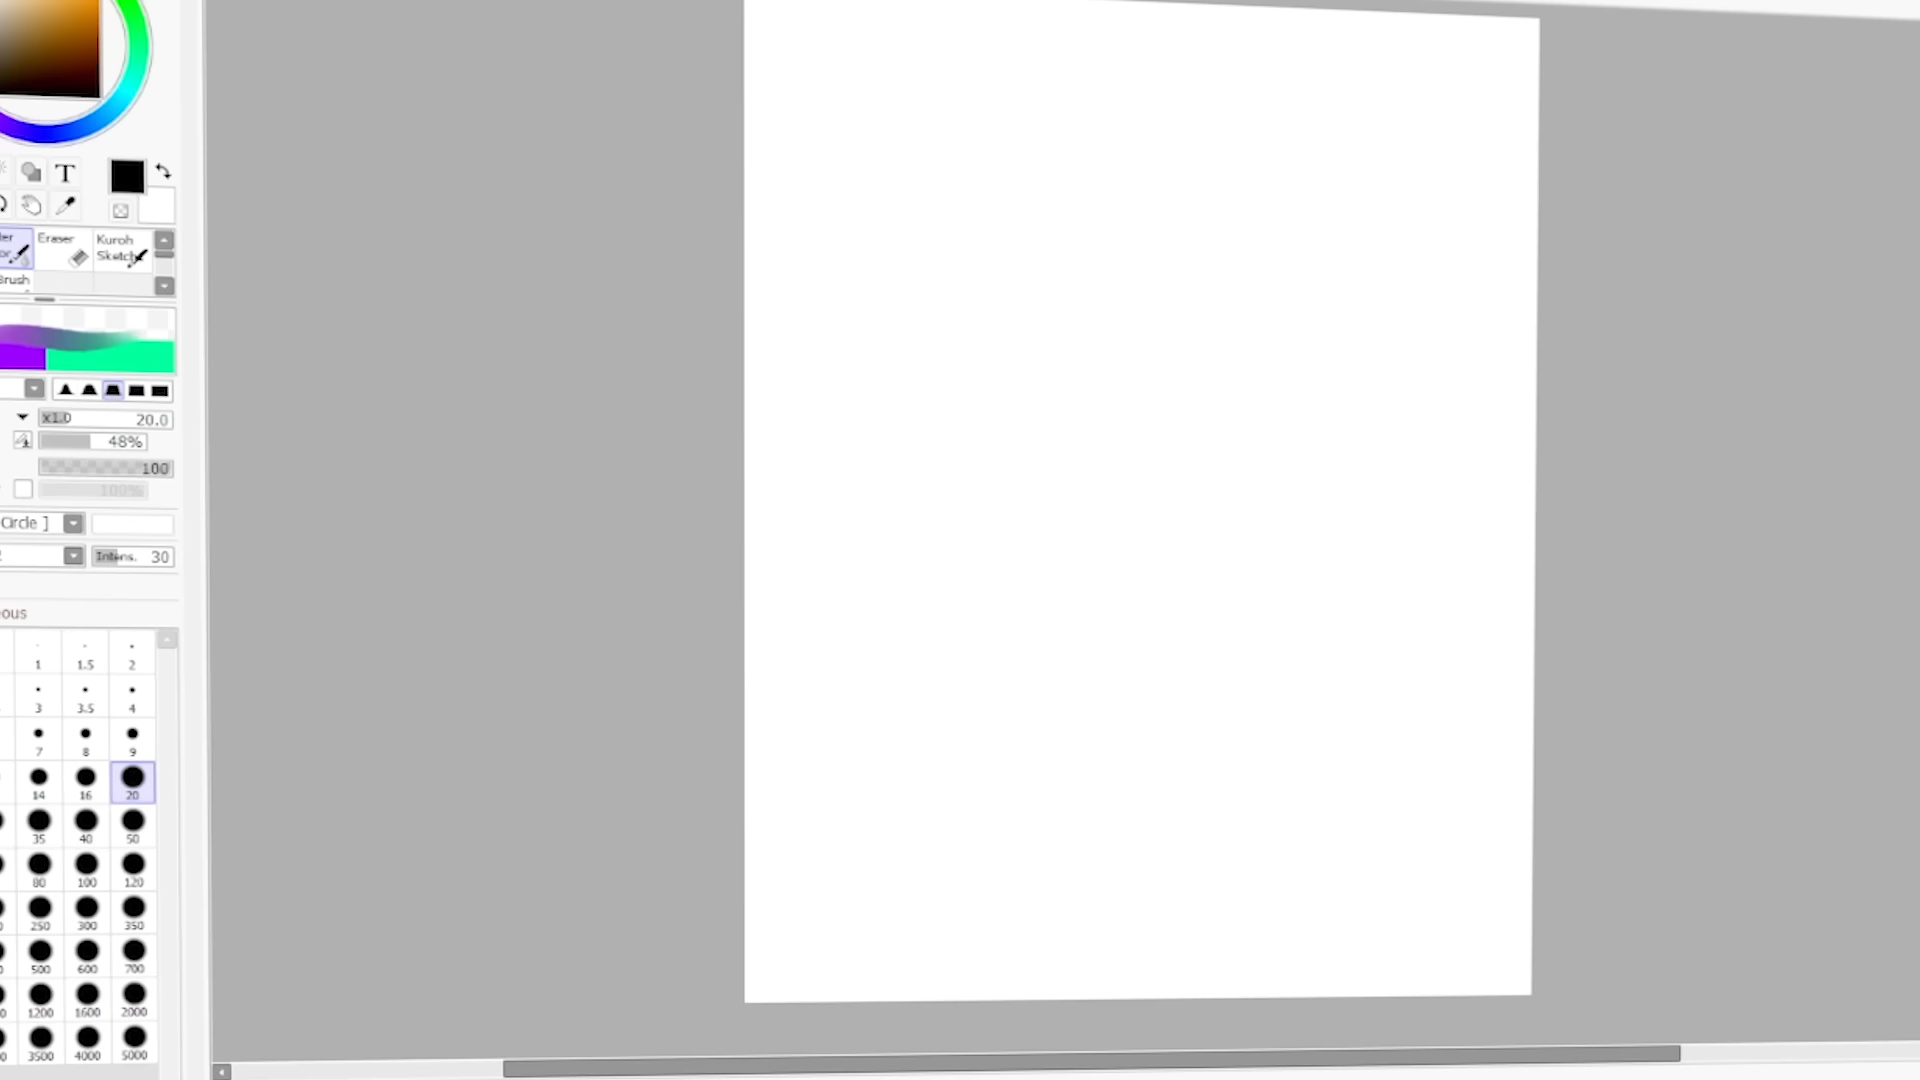 T
Eraser
Kuroh
Sketch
Brush
x1.0 20.0
48%
100
100%
Circle ]
Intens. 30
1 1.5 2
3 3.5 4
7 8 9
14 16 20
35 40 50
80 100 120
250 300 350
500 600 700
1200 1600 2000
3500 4000 5000